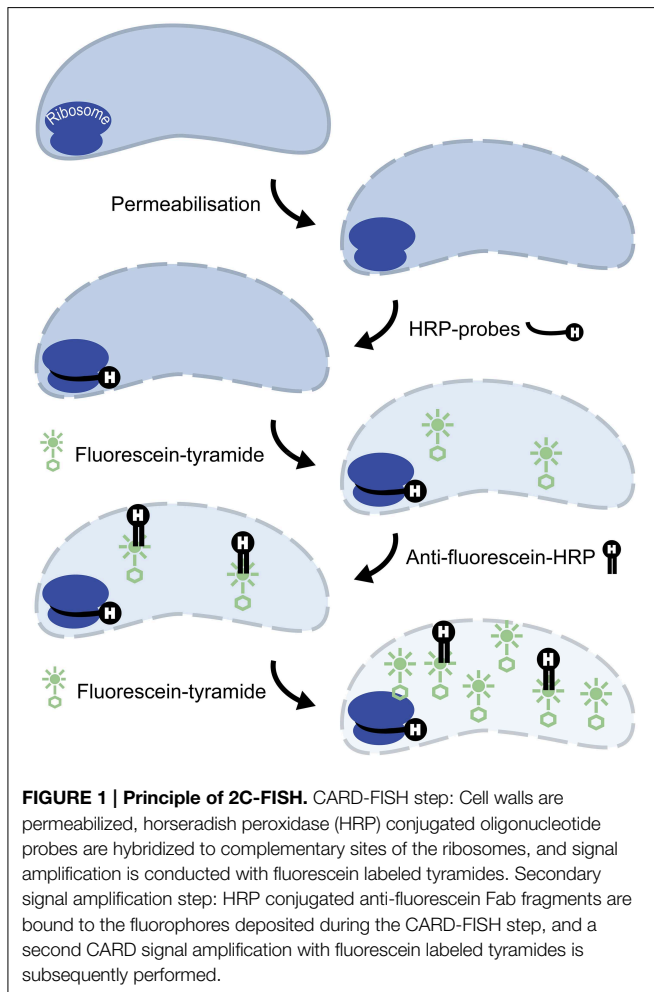 Ribosome
Permeabilisation
HRP-probes H
H
Fluorescein-tyramide
H
H H
Anti-fluorescein-HRP H
H
Fluorescein-tyramide
H H
H
FIGURE 1 | Principle of 2C-FISH. CARD-FISH step: Cell walls are
permeabilized, horseradish peroxidase (HRP) conjugated oligonucleotide
probes are hybridized to complementary sites of the ribosomes, and signal
amplification is conducted with fluorescein labeled tyramides. Secondary
signal amplification step: HRP conjugated anti-fluorescein Fab fragments are
bound to the fluorophores deposited during the CARD-FISH step, and a
second CARD signal amplification with fluorescein labeled tyramides is
subsequently performed.